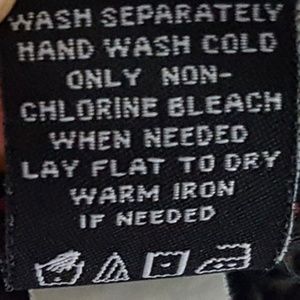 WASH SEPARATELY
HAND WASH COLD
ONLY NON-
CHLORINE BLEACH
WHEN NEEDED
LAY FLAT TO DRY
WARM IRON
IF NEEDED